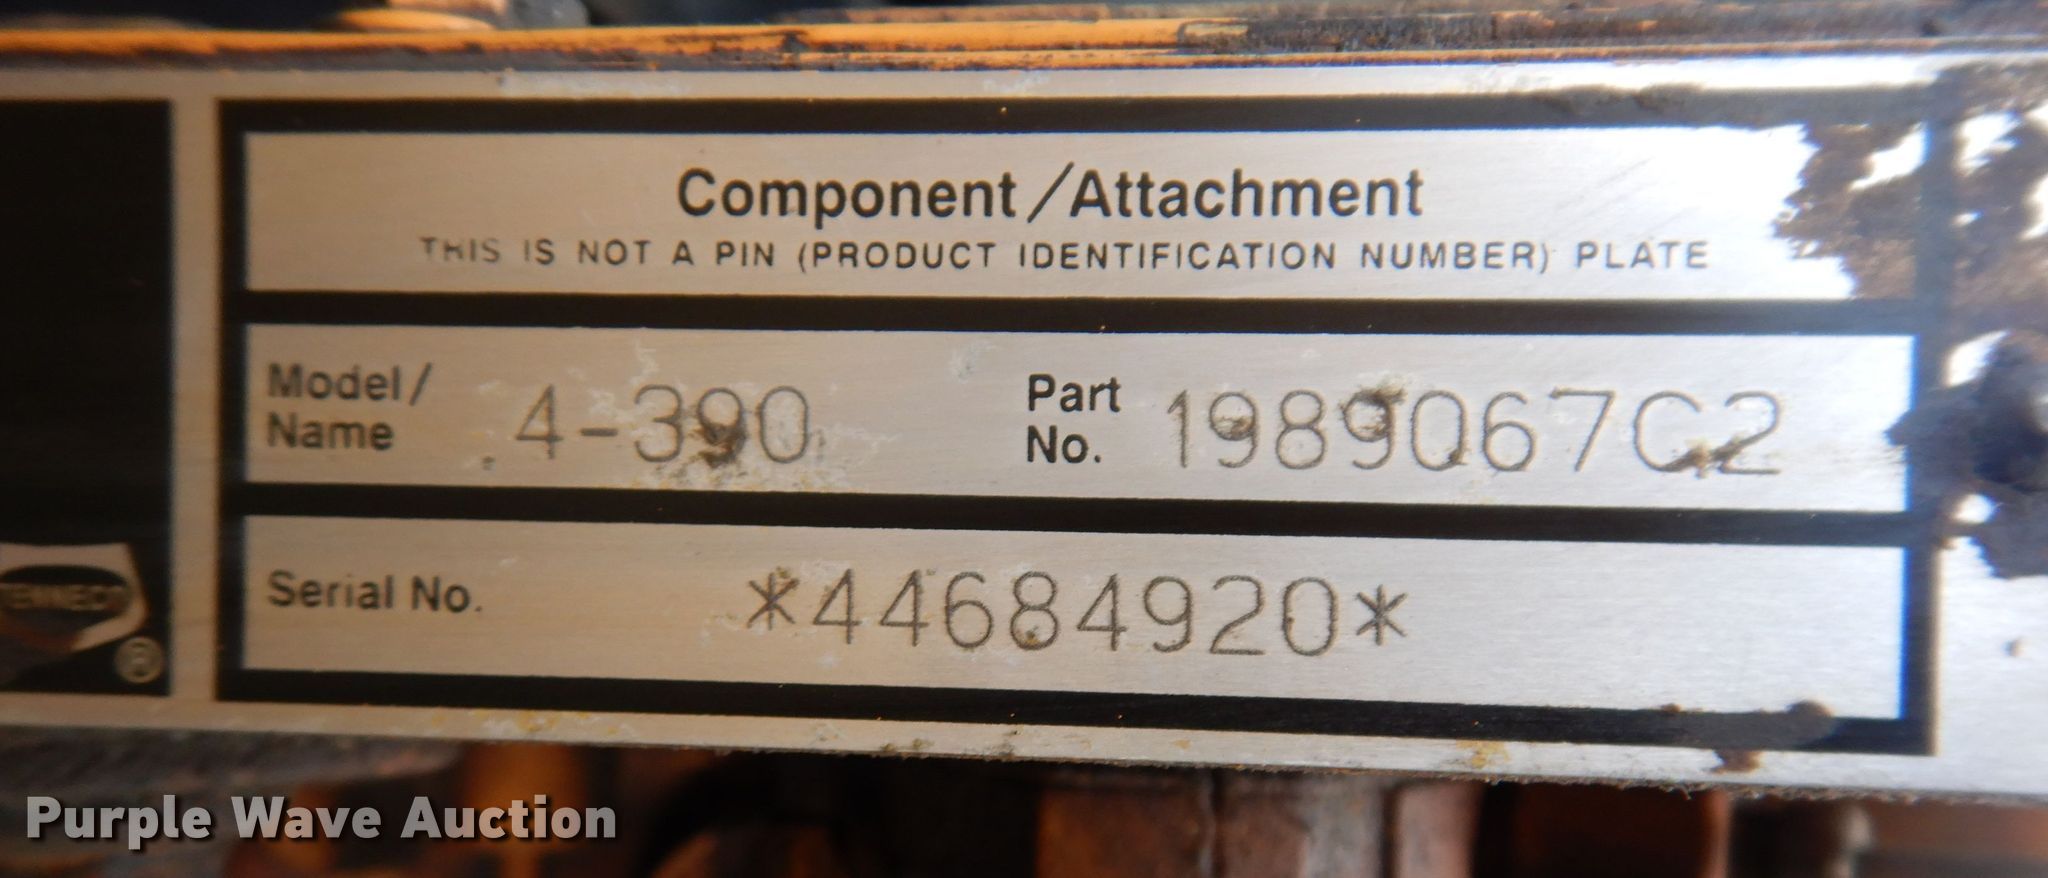 Component/Attachment
THIS IS NOT A PIN (PRODUCT IDENTIFICATION NUMBER) PLATE
Model/
Name 4-390
Part
No. 1989067C2
Serial No. *44684920*
TENNECO
®
Purple Wave Auction